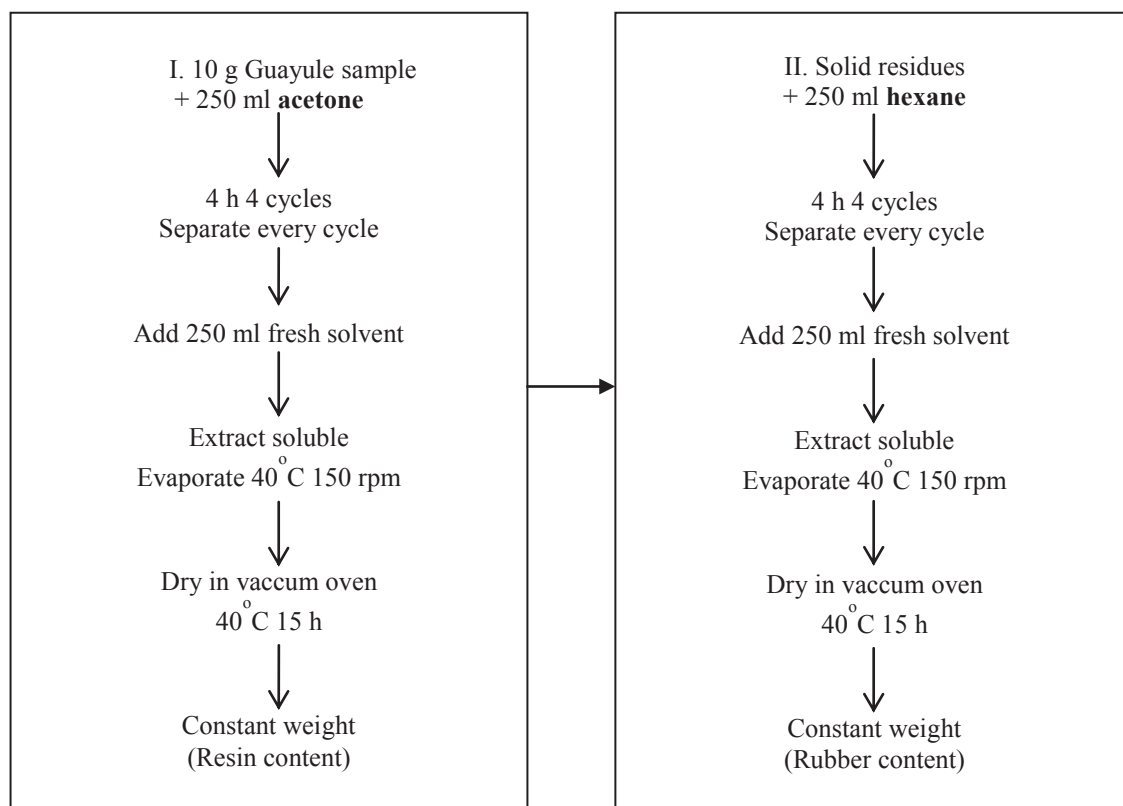 I. 10 g Guayule sample
+ 250 ml acetone
4 h 4 cycles
Separate every cycle
Add 250 ml fresh solvent
Extract soluble
Evaporate 40°C 150 rpm
Dry in vaccum oven
40°C 15 h
Constant weight
(Resin content)
II. Solid residues
+ 250 ml hexane
4 h 4 cycles
Separate every cycle
Add 250 ml fresh solvent
Extract soluble
Evaporate 40°C 150 rpm
Dry in vaccum oven
40°C 15 h
Constant weight
(Rubber content)